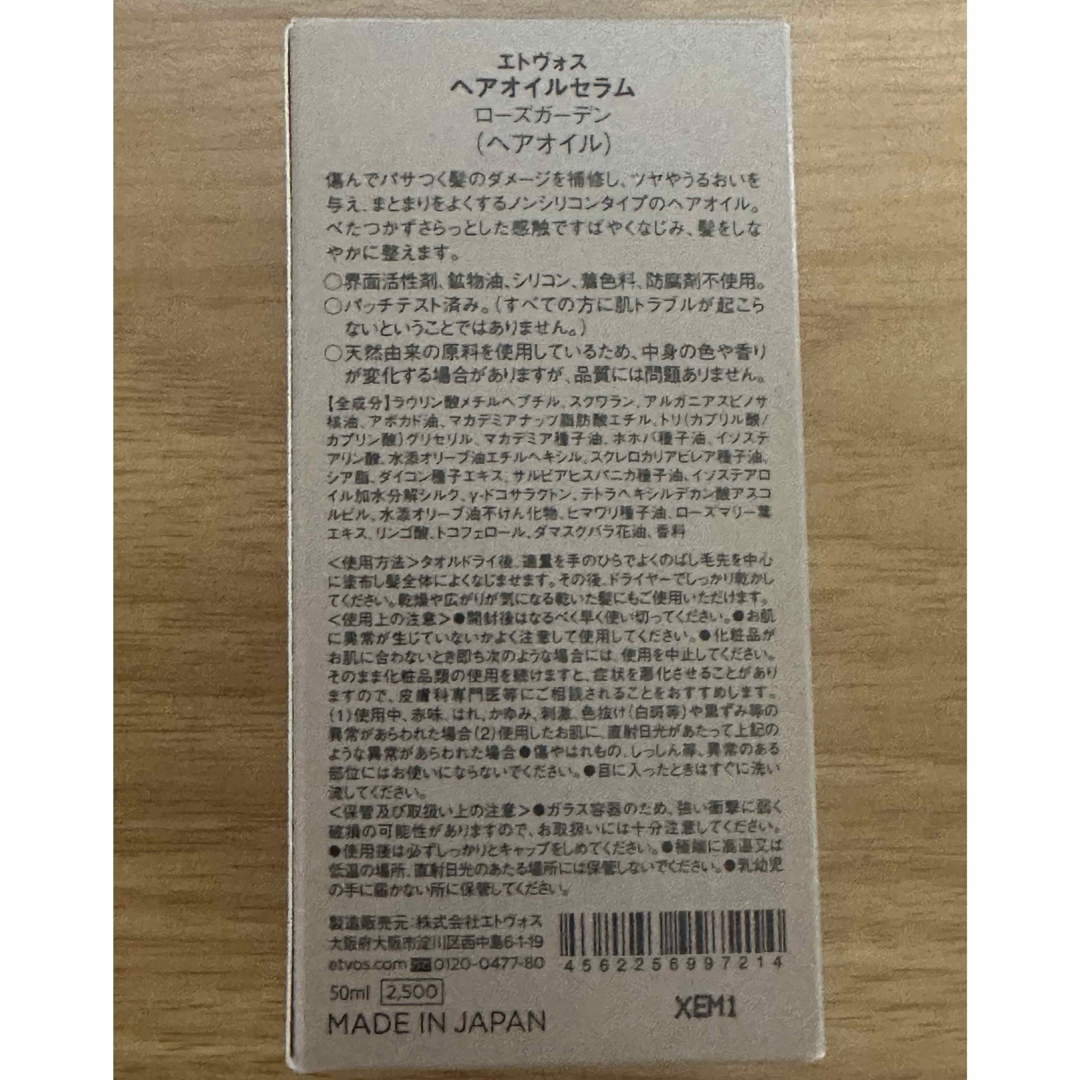 エトヴォス
ヘアオイルセラム
ローズガーデン
(ヘアオイル)
傷んでパサつく髪のダメージを補修し、ツヤやうるおいを
与え、まとまりをよくするノンシリコンタイプのヘアオイル。
べたつかずさらっとした感触ですばやくなじみ、髪をしな
やかに整えます。
○界面活性剤、鉱物油、シリコン、着色料、防腐剤不使用。
○パッチテスト済み。(すべての方に肌トラブルが起こら
ないということではありません。)
○天然由来の原料を使用しているため、中身の色や香り
が変化する場合がありますが、品質には問題ありません。
【全成分】ラウリン酸メチルヘプチル、スクワラン、アルガニアスピノサ
核油、アボカド油、マカデミアナッツ脂肪酸エチル、トリ(カプリル酸/
カプリン酸)グリセリル、マカデミア種子油、ホホバ種子油、イソステ
アリン酸、水添オリーブ油エチルヘキシル、スクレロカリアビレア種子油、
シア脂、ダイコン種子エキス、サルビアヒスパニカ種子油、イソステアロ
イル加水分解シルク、γ-ドコサラクトン、テトラヘキシルデカン酸アスコ
ルビル、水添オリーブ油不けん化物、ヒマワリ種子油、ローズマリー葉
エキス、リンゴ酸、トコフェロール、ダマスクバラ花油、香料
<使用方法>タオルドライ後、適量を手のひらでよくのばし毛先を中心
に塗布し髪全体によくなじませます。その後、ドライヤーでしっかり乾かし
てください。乾燥や広がりが気になる乾いた髪にもご使用いただけます。
<使用上の注意>●開封後はなるべく早く使い切ってください。●お肌
に異常が生じていないかよく注意して使用してください。●化粧品が
お肌に合わないとき即ち次のような場合には、使用を中止してください。
そのまま化粧品類の使用を続けますと、症状を悪化させることがあり
ますので、皮膚科専門医等にご相談されることをおすすめします。
(1)使用中、赤味、はれ、かゆみ、刺激、色抜け(白斑等)や黒ずみ等の
異常があらわれた場合(2)使用したお肌に、直射日光があたって上記の
ような異常があらわれた場合●傷やはれもの、しっしん等、異常のある
部位にはお使いにならないでください。●目に入ったときはすぐに洗い
流してください。
<保管及び取扱い上の注意>●ガラス容器のため、強い衝撃に弱く
破損の可能性がありますので、お取扱いには十分注意してください。
●使用後は必ずしっかりとキャップをしめてください。●極端に高温又は
低温の場所、直射日光のあたる場所には保管しないでください。●乳幼児
の手に届かない所に保管してください。
製造販売元:株式会社エトヴォス
大阪府大阪市淀川区西中島6-1-19
etvos.com 0120-0477-80
4562256997214
50ml 2,500
XEM1
MADE IN JAPAN